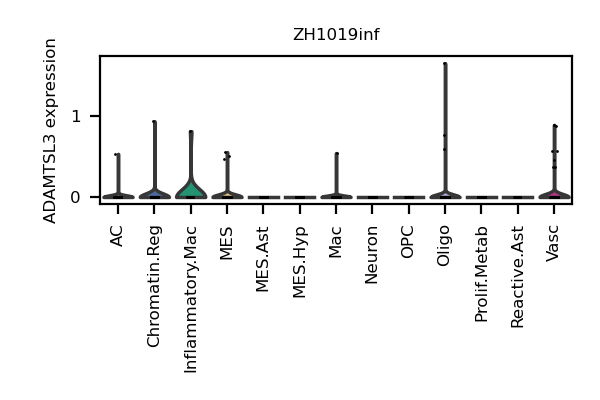 ZH1019inf
ADAMTSL3 expression
1
0
AC
Chromatin.Reg
Inflammatory.Mac
MES
MES.Ast
MES.Hyp
Mac
Neuron
OPC
Oligo
Prolif.Metab
Reactive.Ast
Vasc